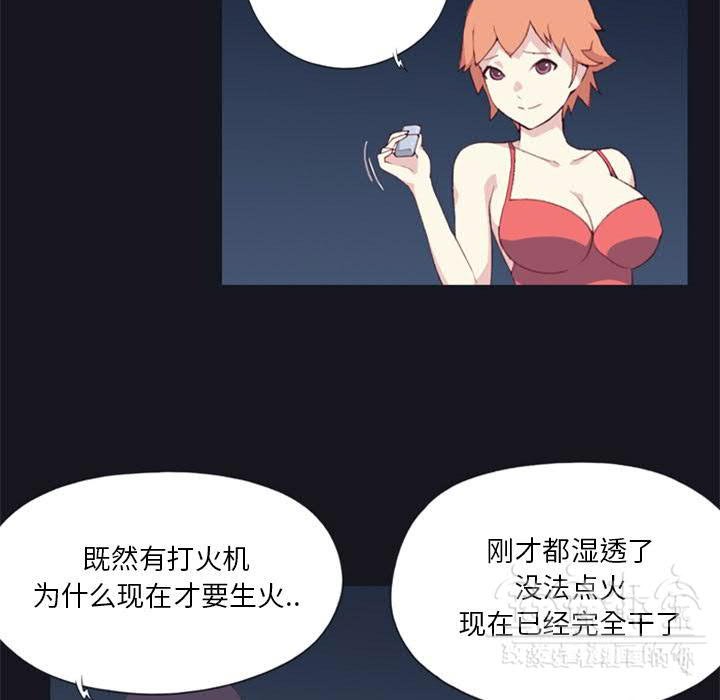 既然有打火机
为什么现在才要生火..
刚才都湿透了
没法点火
现在已经完全干了